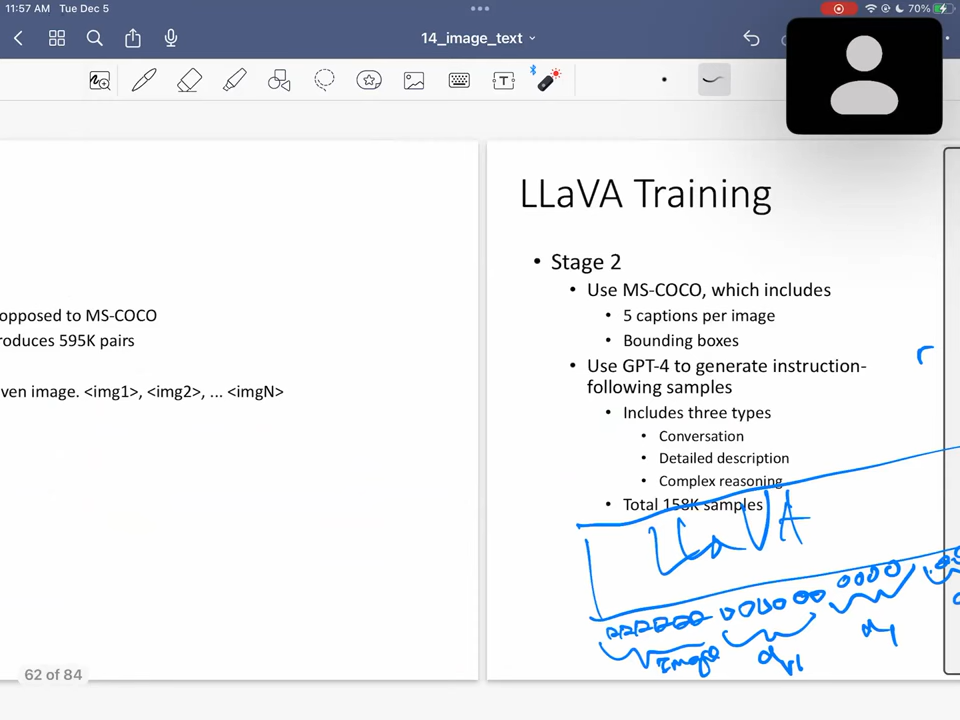 11:57 AM Tue Dec 5
70%
14_image_text
T
opposed to MS-COCO
roduces 595K pairs
ven image. <img1>, <img2>, ... <imgN>
62 of 84
LLaVA Training
• Stage 2
• Use MS-COCO, which includes
• 5 captions per image
• Bounding boxes
• Use GPT-4 to generate instruction-
following samples
• Includes three types
• Conversation
• Detailed description
• Complex reasoning
• Total 158K samples
LLaVA
Image